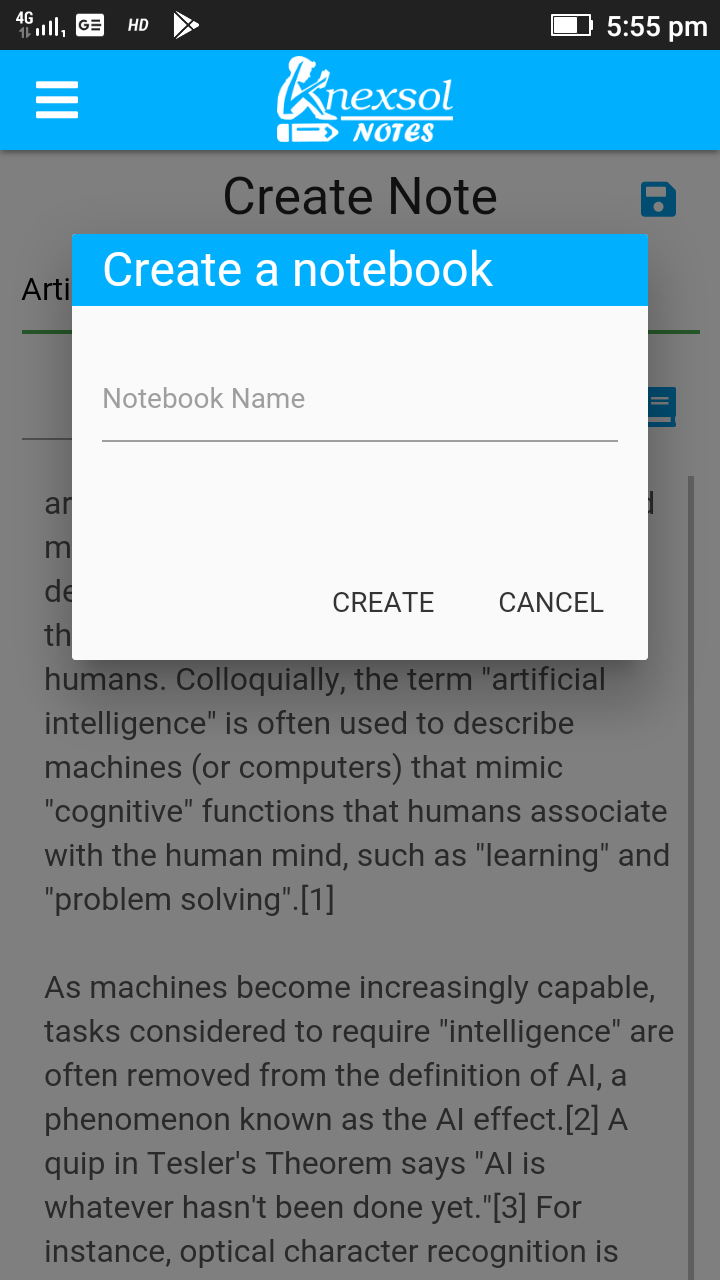 4G HD 5:55 pm
Knexsol
NOTES
Create Note
Create a notebook
Arti
Notebook Name
ar d
m
de
th
CREATE CANCEL
humans. Colloquially, the term "artificial
intelligence" is often used to describe
machines (or computers) that mimic
"cognitive" functions that humans associate
with the human mind, such as "learning" and
"problem solving".[1]
As machines become increasingly capable,
tasks considered to require "intelligence" are
often removed from the definition of AI, a
phenomenon known as the AI effect.[2] A
quip in Tesler's Theorem says "AI is
whatever hasn't been done yet."[3] For
instance, optical character recognition is